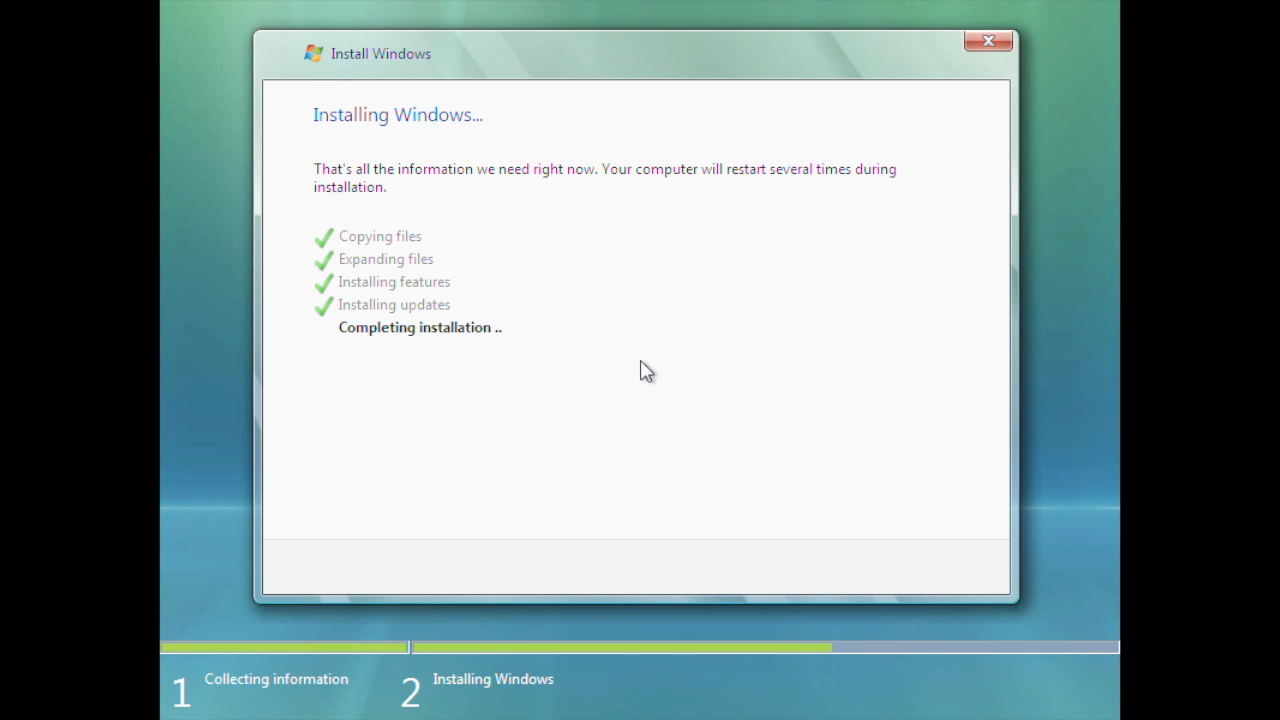 Install Windows
Installing Windows...
That's all the information we need right now. Your computer will restart several times during
installation.
Copying files
Expanding files
Installing features
Installing updates
Completing installation ..
1 Collecting information
2 Installing Windows